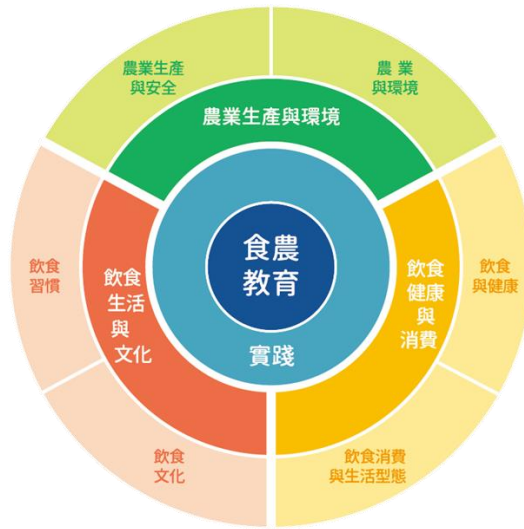 農業生產
與安全
農 業
與環境
農業生產與環境
食農
教育
實踐
飲食
習慣
飲食
生活
與
文化
飲食
健康
與
消費
飲食
與健康
飲食
文化
飲食消費
與生活型態